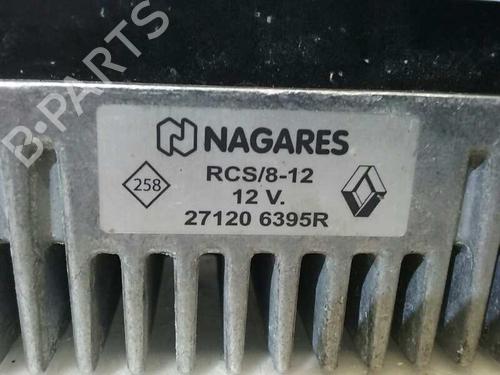 B-PARTS
NAGARES
258
RCS/8-12
12 V.
27120 6395R